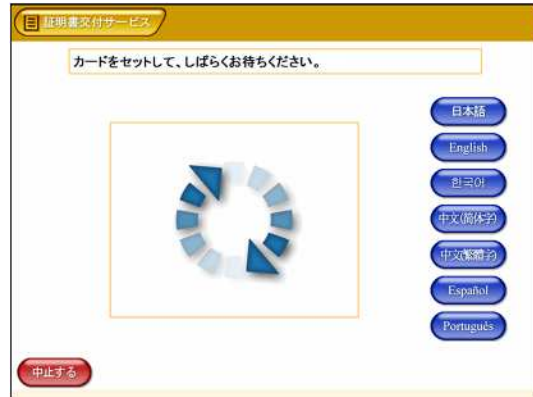 証明書交付サービス
カードをセットして、しばらくお待ちください。
日本語
English
한국어
中文(简体字)
中文(繁體字)
Español
Português
中止する